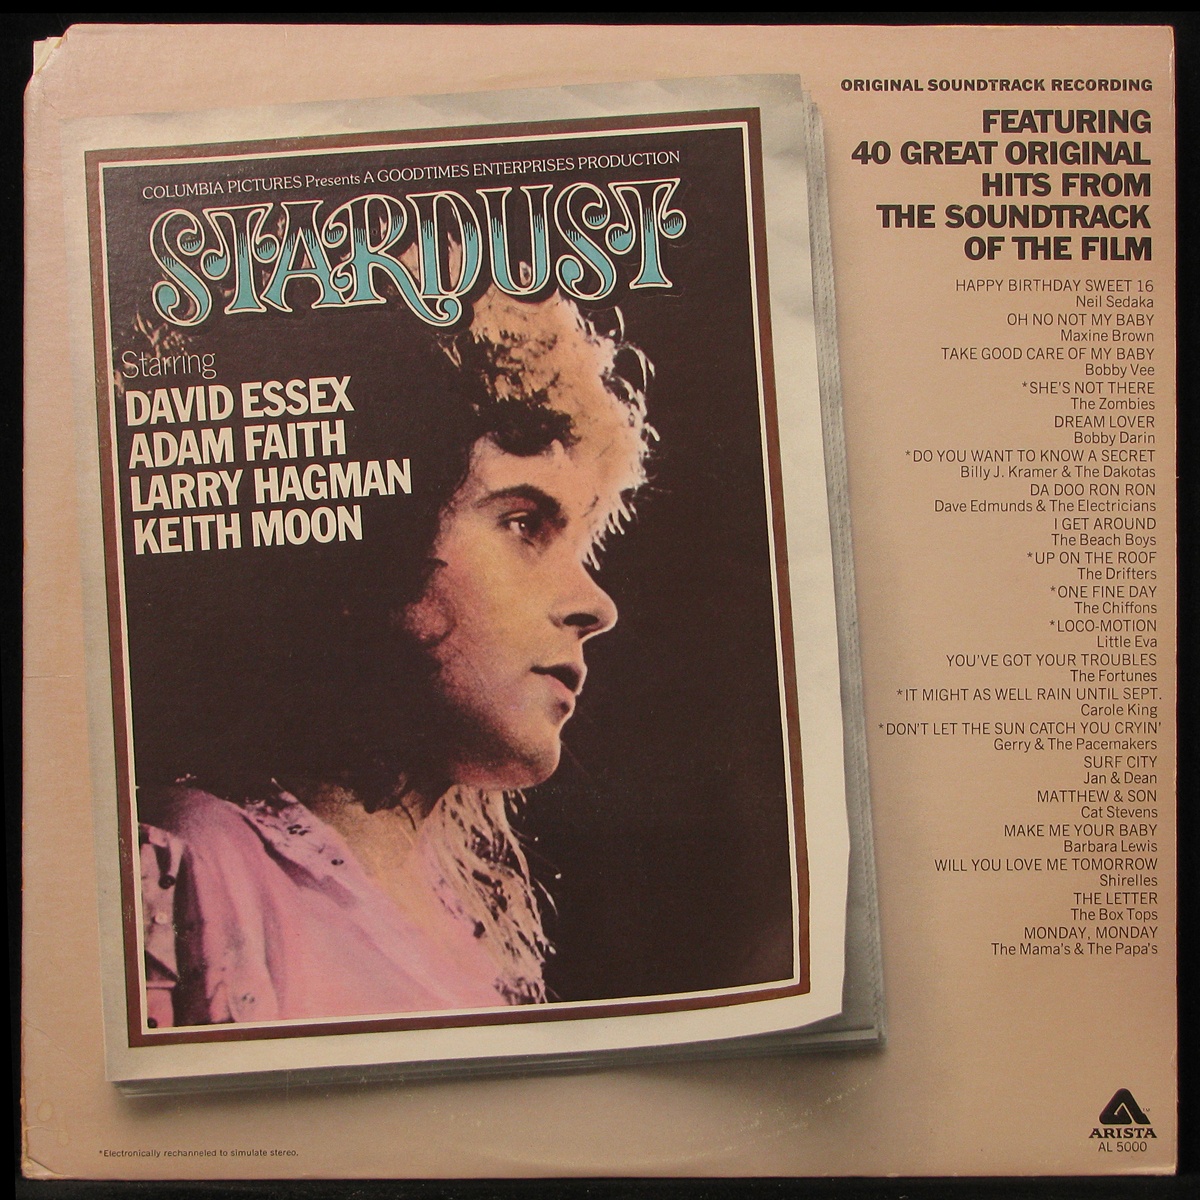 ORIGINAL SOUNDTRACK RECORDING
FEATURING
40 GREAT ORIGINAL
HITS FROM
THE SOUNDTRACK
OF THE FILM
COLUMBIA PICTURES Presents A GOODTIMES ENTERPRISES PRODUCTION
STARDUST
Starring
DAVID ESSEX
ADAM FAITH
LARRY HAGMAN
KEITH MOON
HAPPY BIRTHDAY SWEET 16
Neil Sedaka
OH NO NOT MY BABY
Maxine Brown
TAKE GOOD CARE OF MY BABY
Bobby Vee
*SHE'S NOT THERE
The Zombies
DREAM LOVER
Bobby Darin
*DO YOU WANT TO KNOW A SECRET
Billy J. Kramer & The Dakotas
DA DOO RON RON
Dave Edmunds & The Electricians
I GET AROUND
The Beach Boys
*UP ON THE ROOF
The Drifters
*ONE FINE DAY
The Chiffons
*LOCO-MOTION
Little Eva
YOU'VE GOT YOUR TROUBLES
The Fortunes
*IT MIGHT AS WELL RAIN UNTIL SEPT.
Carole King
*DON'T LET THE SUN CATCH YOU CRYIN'
Gerry & The Pacemakers
SURF CITY
Jan & Dean
MATTHEW & SON
Cat Stevens
MAKE ME YOUR BABY
Barbara Lewis
WILL YOU LOVE ME TOMORROW
Shirelles
THE LETTER
The Box Tops
MONDAY, MONDAY
The Mama's & The Papa's
TM
ARISTA
AL 5000
*Electronically rechanneled to simulate stereo.